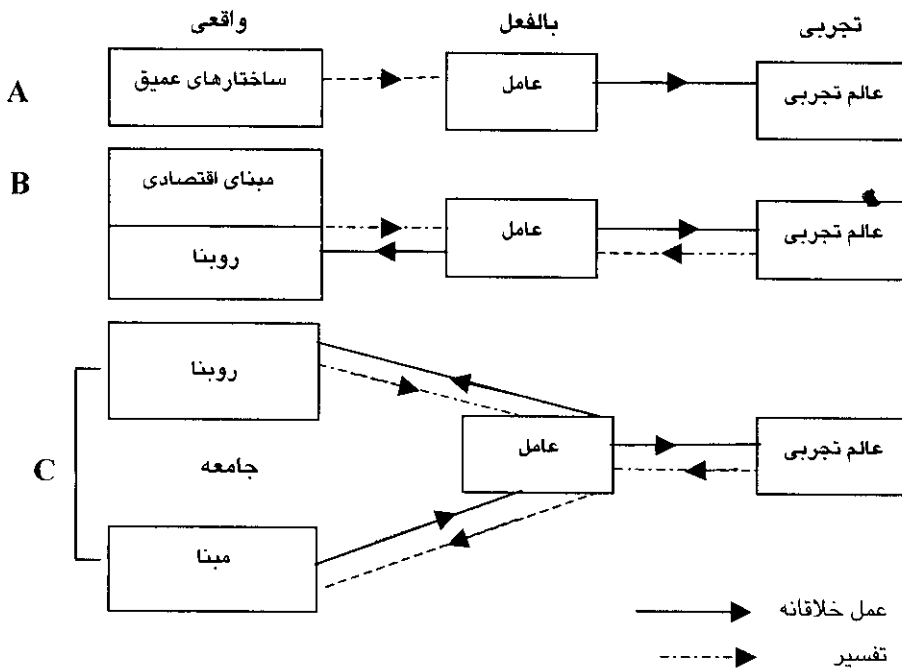 واقعی بالفعل تجربی
A ساختارهای عمیق عامل عالم تجربی
B مبنای اقتصادی
عامل عالم تجربی
روبنا
روبنا
عامل عالم تجربی
C جامعه
مبنا
عمل خلاقانه
تفسیر